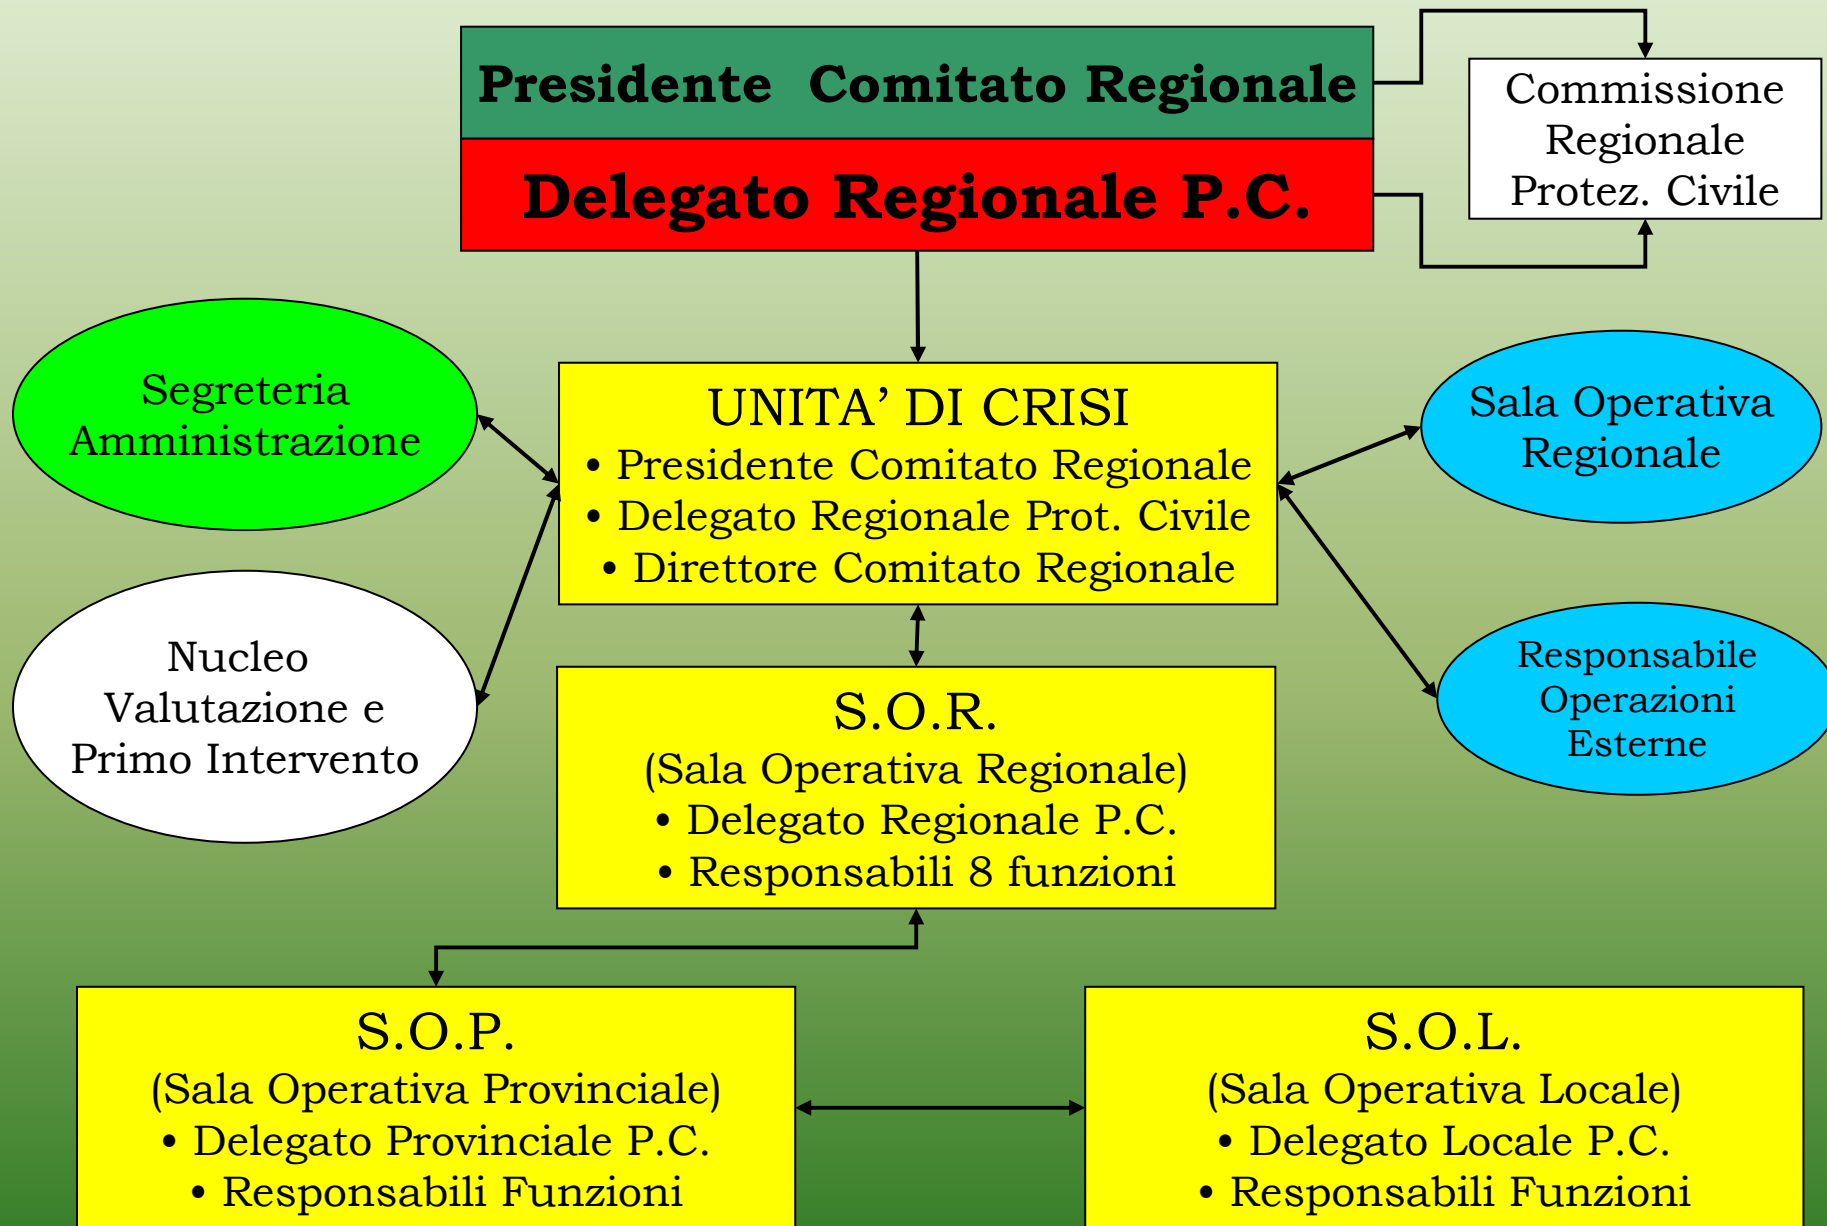 Presidente  Comitato Regionale
Delegato Regionale P.C.
Commissione
Regionale
Protez. Civile
Segreteria
Amministrazione
UNITA’ DI CRISI
• Presidente Comitato Regionale
• Delegato Regionale Prot. Civile
• Direttore Comitato Regionale
Sala Operativa
Regionale
Nucleo
Valutazione e
Primo Intervento
Responsabile
Operazioni
Esterne
S.O.R.
(Sala Operativa Regionale)
• Delegato Regionale P.C.
• Responsabili 8 funzioni
S.O.P.
(Sala Operativa Provinciale)
• Delegato Provinciale P.C.
• Responsabili Funzioni
S.O.L.
(Sala Operativa Locale)
• Delegato Locale P.C.
• Responsabili Funzioni